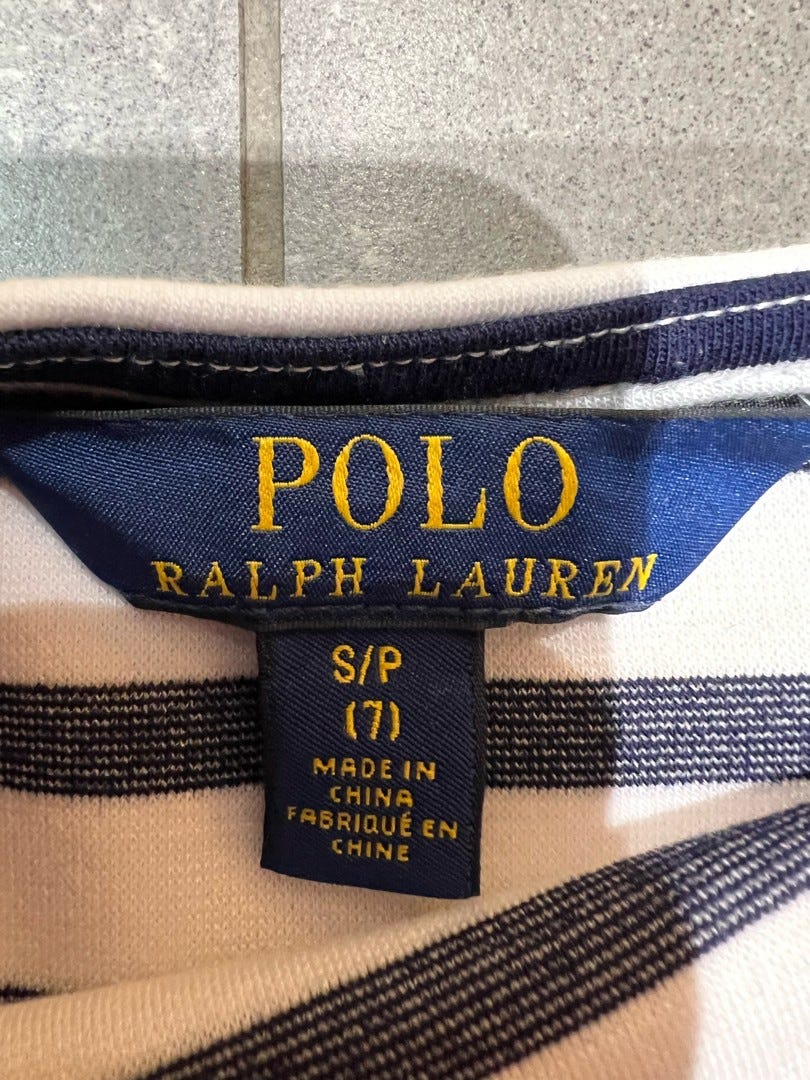 POLO
RALPH LAUREN
S/P
(7)
MADE IN
CHINA
FABRIQUÉ EN
CHINE